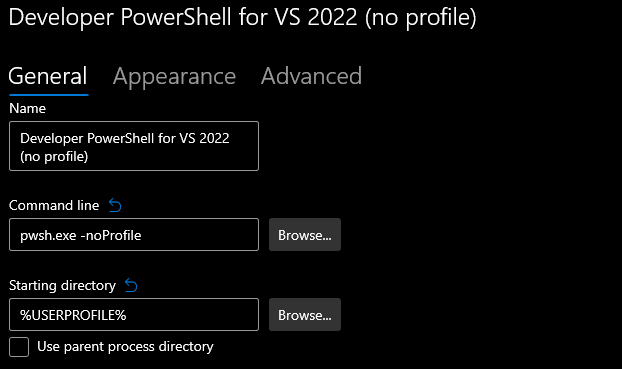 Developer PowerShell for VS 2022 (no profile)
General Appearance Advanced
Name
Developer PowerShell for VS 2022
(no profile)
Command line
pwsh.exe -noProfile
Browse...
Starting directory
%USERPROFILE%
Browse...
Use parent process directory